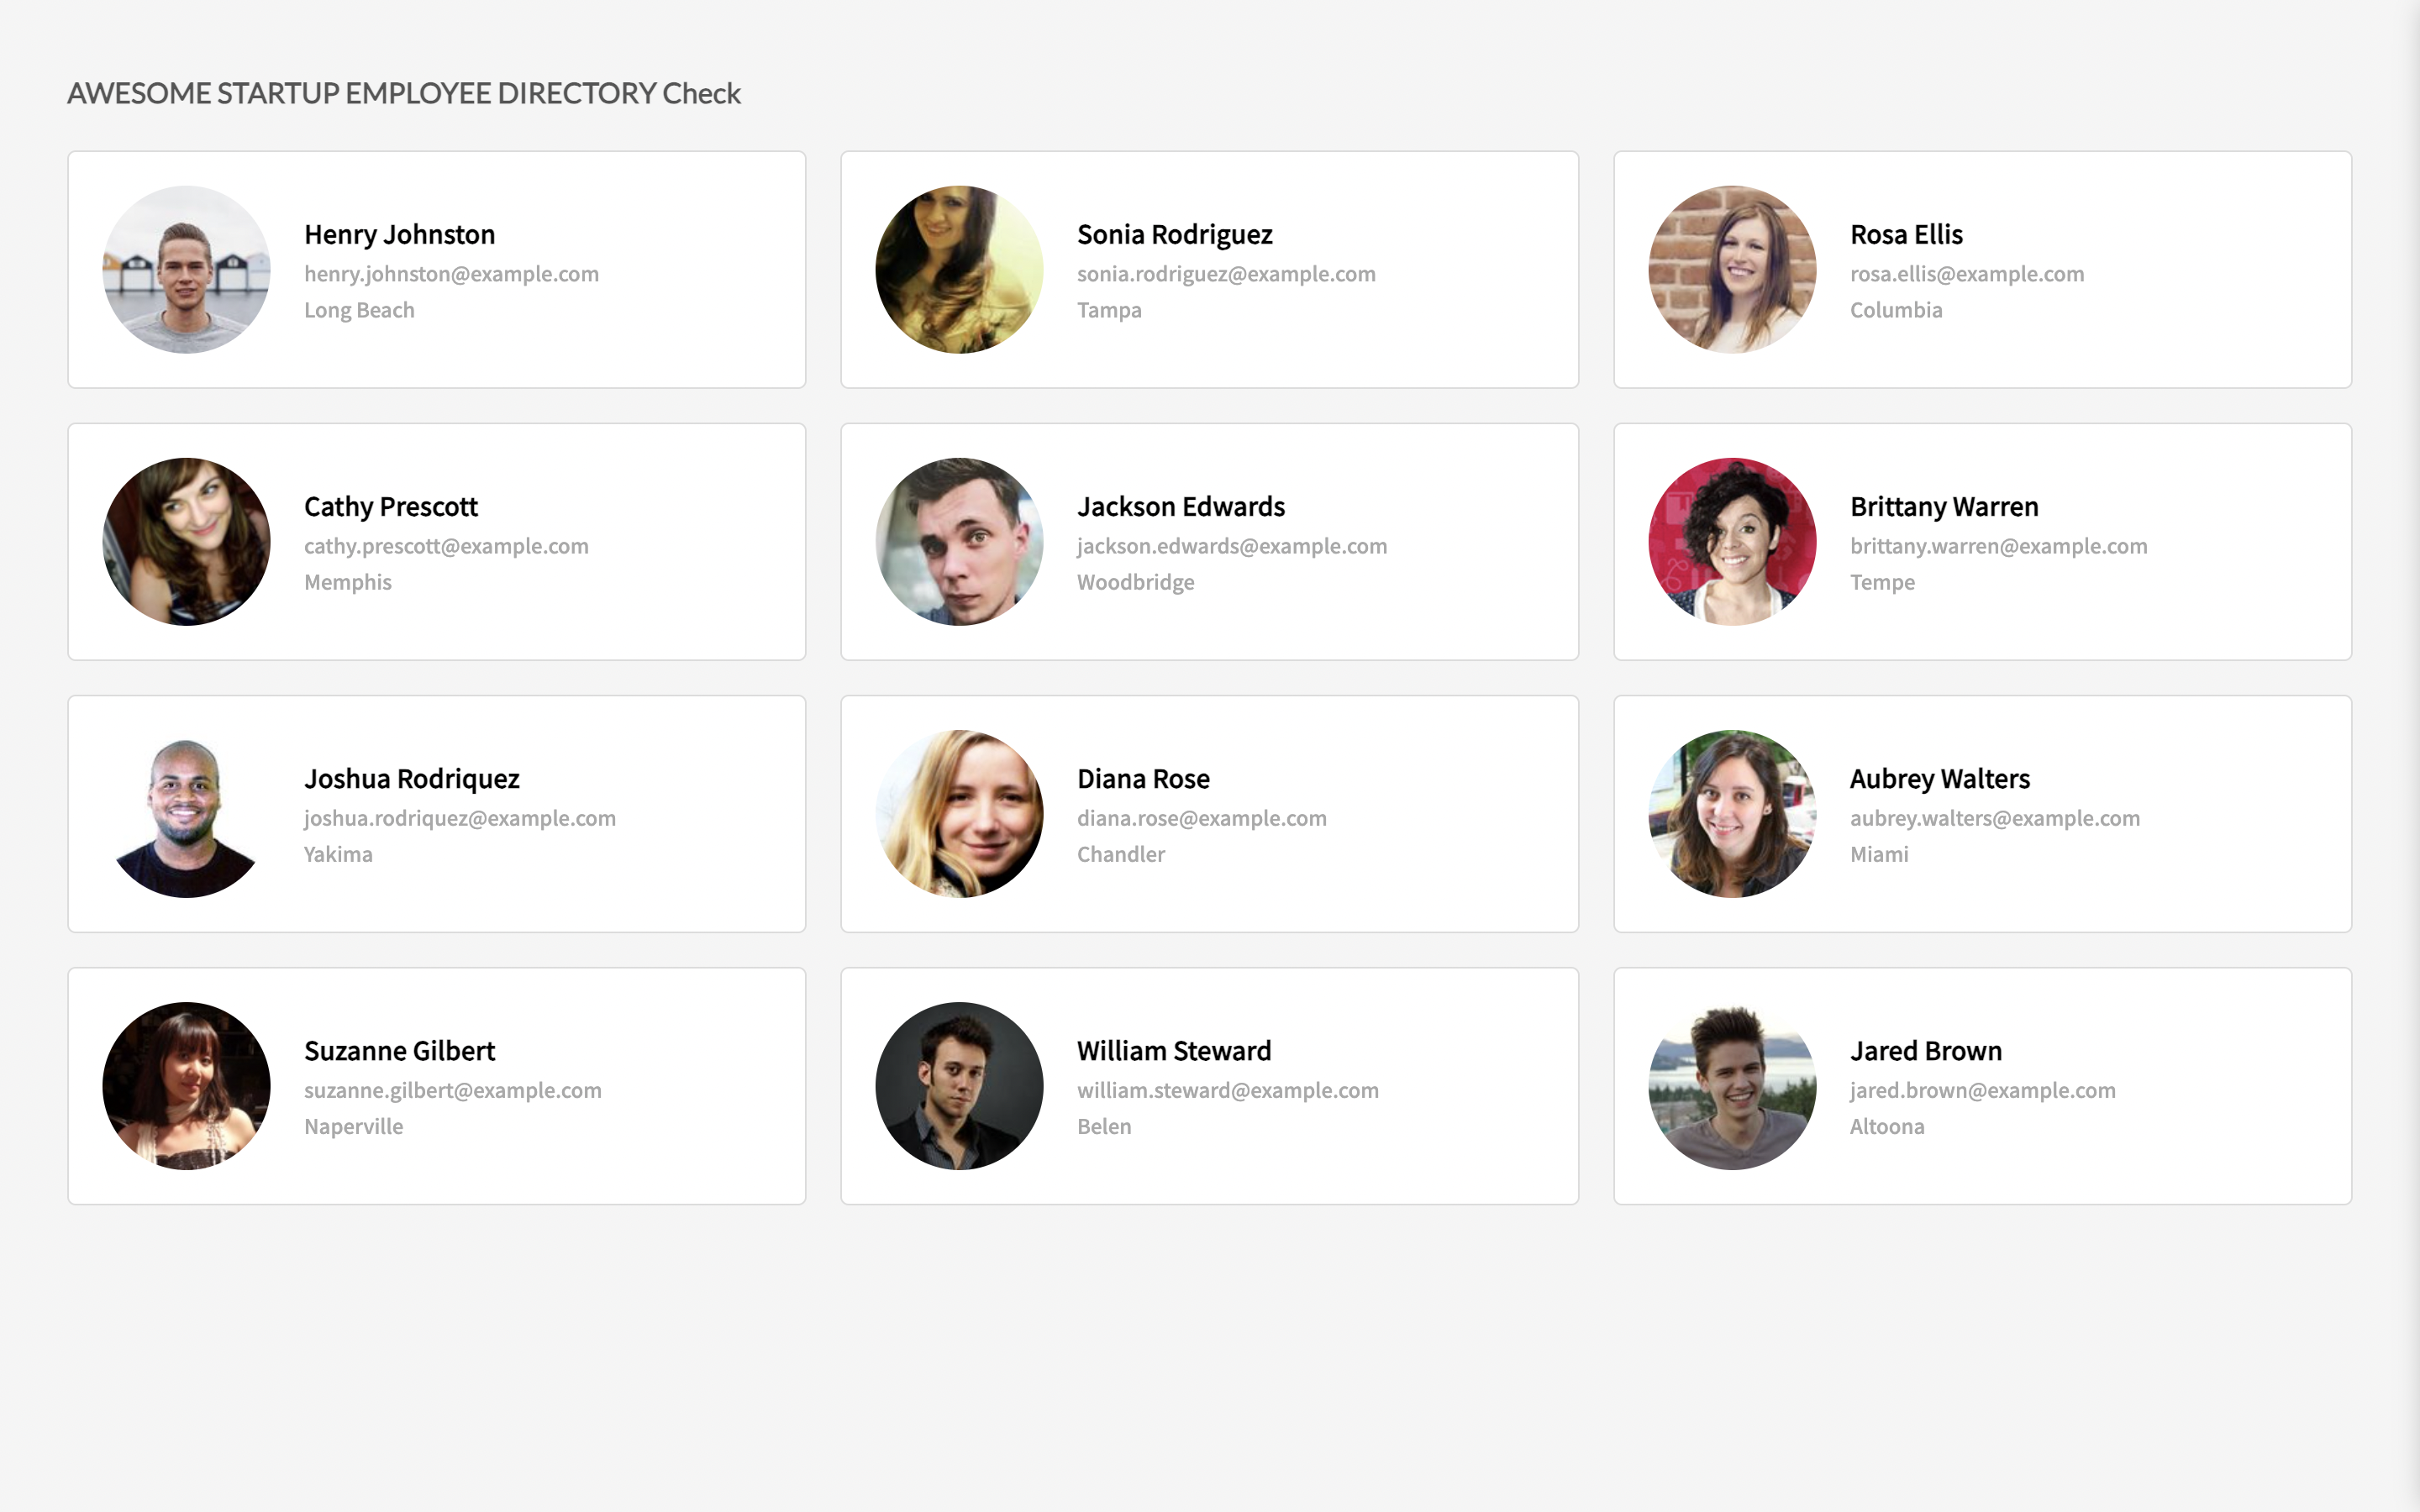 AWESOME STARTUP EMPLOYEE DIRECTORY Check
Henry Johnston
henry.johnston@example.com
Long Beach
Sonia Rodriguez
sonia.rodriguez@example.com
Tampa
Rosa Ellis
rosa.ellis@example.com
Columbia
Cathy Prescott
cathy.prescott@example.com
Memphis
Jackson Edwards
jackson.edwards@example.com
Woodbridge
Brittany Warren
brittany.warren@example.com
Tempe
Joshua Rodriquez
joshua.rodriquez@example.com
Yakima
Diana Rose
diana.rose@example.com
Chandler
Aubrey Walters
aubrey.walters@example.com
Miami
Suzanne Gilbert
suzanne.gilbert@example.com
Naperville
William Steward
william.steward@example.com
Belen
Jared Brown
jared.brown@example.com
Altoona